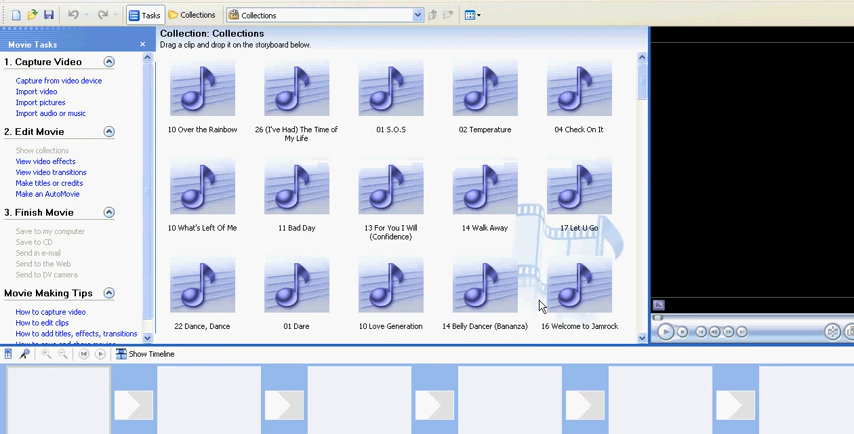 Tasks
Collections
Collections
Movie Tasks
Collection: Collections
Drag a clip and drop it on the storyboard below.
1. Capture Video
Capture from video device
Import video
Import pictures
Import audio or music
2. Edit Movie
Show collections
View video effects
View video transitions
Make titles or credits
Make an AutoMovie
3. Finish Movie
Save to my computer
Save to CD
Send in e-mail
Send to the Web
Send to DV camera
Movie Making Tips
How to capture video
How to edit clips
How to add titles, effects, transitions
10 Over the Rainbow
26 (I've Had) The Time of
My Life
01 S.O.S
02 Temperature
04 Check On It
10 What's Left Of Me
11 Bad Day
13 For You I Will
(Confidence)
14 Walk Away
17 Let U Go
22 Dance, Dance
01 Dare
10 Love Generation
14 Belly Dancer (Bananza)
16 Welcome to Jamrock
Show Timeline